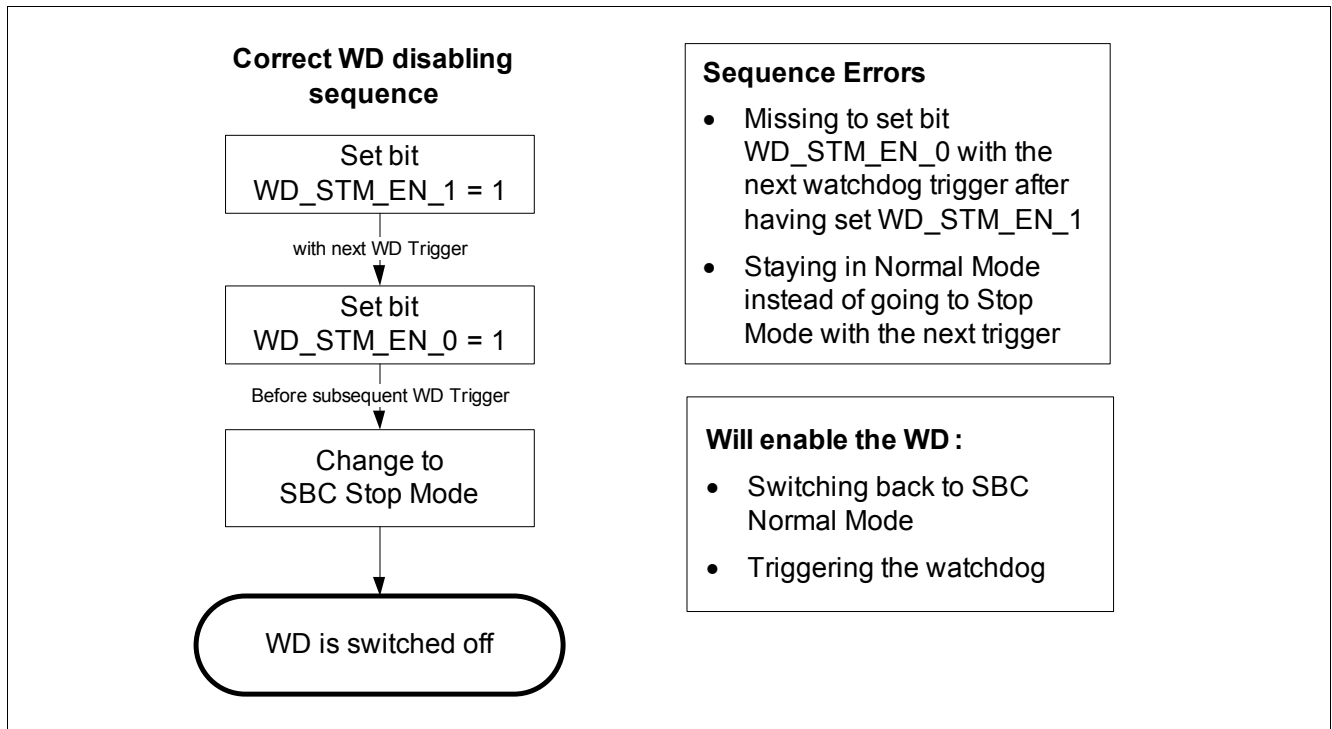 Correct WD disabling
sequence
Set bit
WD_STM_EN_1 = 1
with next WD Trigger
Set bit
WD_STM_EN_0 = 1
Before subsequent WD Trigger
Change to
SBC Stop Mode
WD is switched off
Sequence Errors
• Missing to set bit
WD_STM_EN_0 with the
next watchdog trigger after
having set WD_STM_EN_1
• Staying in Normal Mode
instead of going to Stop
Mode with the next trigger
Will enable the WD :
• Switching back to SBC
Normal Mode
• Triggering the watchdog